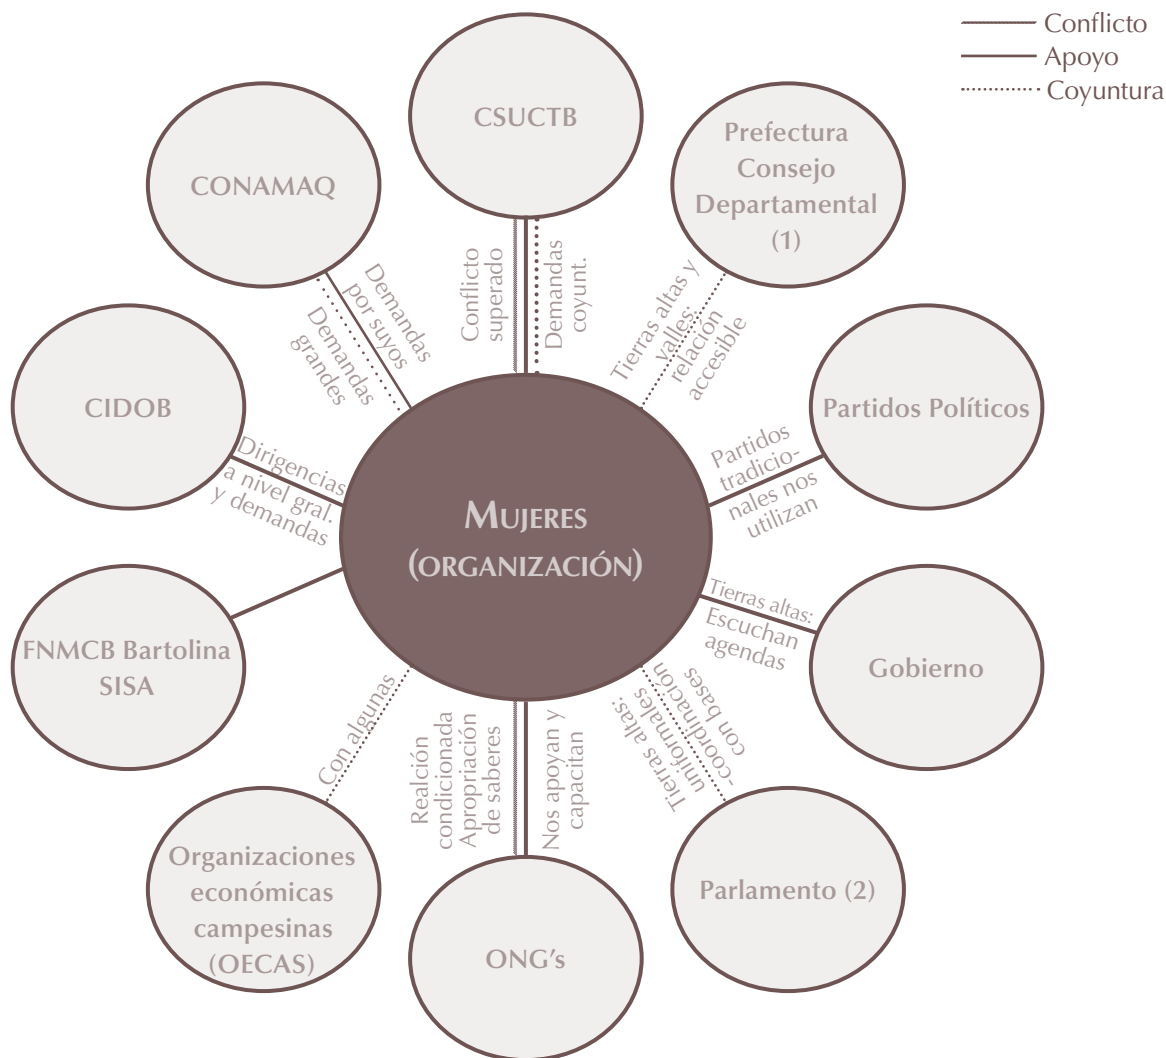 Conflicto
Apoyo
Coyuntura
CSUCTB
Prefectura
Consejo
Departamental
(1)
CONAMAQ
Conflicto
superado
Demandas
coyunt.
Demandas
por suyos
Demandas
grandes
Tierras altas y
valles:
relación
accesible
CIDOB
Partidos Políticos
Dirigencias
a nivel gral.
y demandas
Partidos
tradicio-
nales nos
utilizan
MUJERES
(ORGANIZACIÓN)
FNMCB Bartolina
SISA
Tierras altas:
Escuchan
agendas
Gobierno
Con algunas
Realción
condicionada
Apropriación
de saberes
Nos apoyan y
capacitan
Tierras altas:
uniformales
-coordinación
con bases
Organizaciones
económicas
campesinas
(OECAS)
ONG's
Parlamento (2)